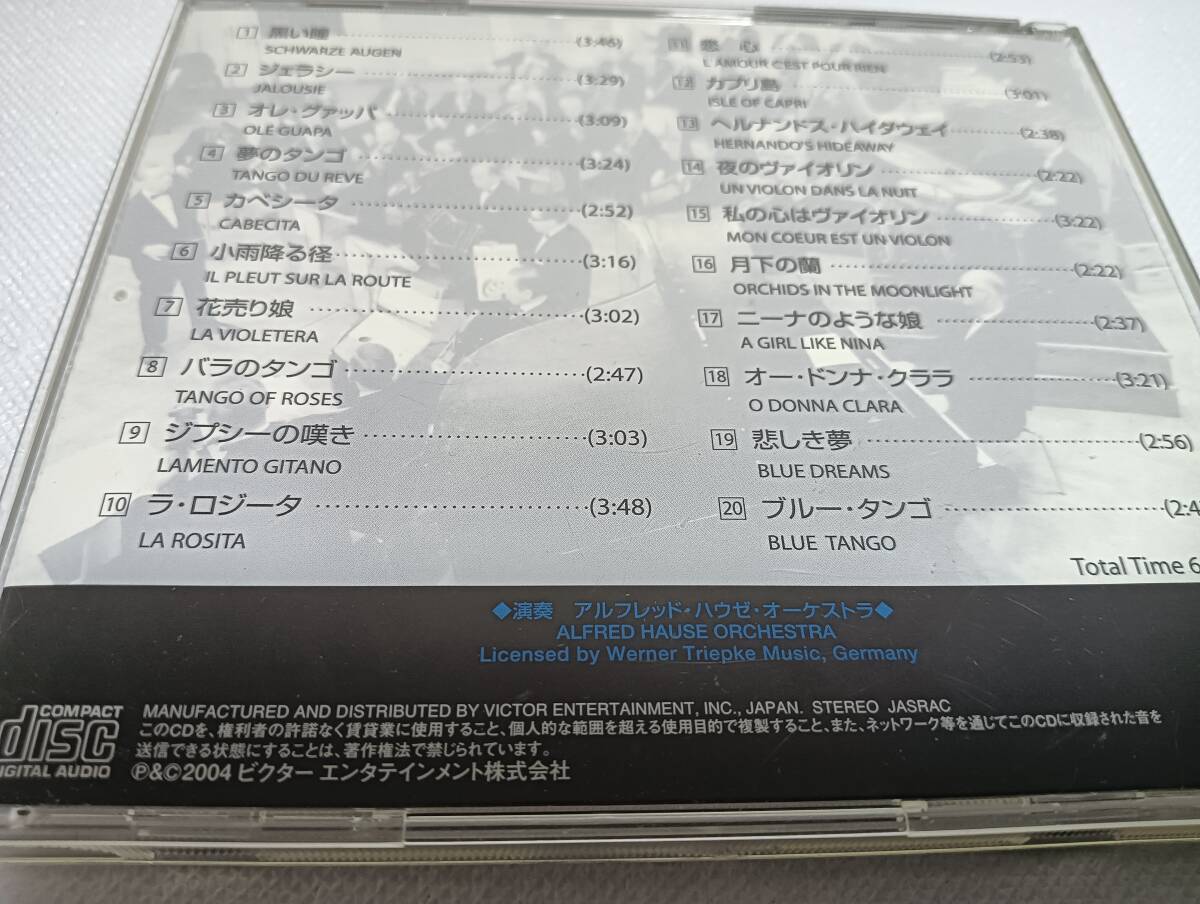 1 黒い瞳 (3:46)
SCHWARZE AUGEN
2 ジェラシー (3:29)
JALOUSIE
3 オレ・グァッパ (3:09)
OLE GUAPA
4 夢のタンゴ (3:24)
TANGO DU REVE
5 カベシータ (2:52)
CABECITA
6 小雨降る径 (3:16)
IL PLEUT SUR LA ROUTE
7 花売り娘 (3:02)
LA VIOLETERA
8 バラのタンゴ (2:47)
TANGO OF ROSES
9 ジプシーの嘆き (3:03)
LAMENTO GITANO
10 ラ・ロジータ (3:48)
LA ROSITA
11 恋心 (2:53)
L'AMOUR C'EST POUR RIEN
12 カプリ島 (3:01)
ISLE OF CAPRI
13 ヘルナンドス・ハイダウェイ (2:38)
HERNANDO'S HIDEAWAY
14 夜のヴァイオリン (2:22)
UN VIOLON DANS LA NUIT
15 私の心はヴァイオリン (3:22)
MON COEUR EST UN VIOLON
16 月下の蘭 (2:22)
ORCHIDS IN THE MOONLIGHT
17 ニーナのような娘 (2:37)
A GIRL LIKE NINA
18 オー・ドンナ・クララ (3:21)
O DONNA CLARA
19 悲しき夢 (2:56)
BLUE DREAMS
20 ブルー・タンゴ (2:4
BLUE TANGO
Total Time 6
◆演奏 アルフレッド・ハウゼ・オーケストラ◆
ALFRED HAUSE ORCHESTRA
Licensed by Werner Triepke Music, Germany
COMPACT
disc
DIGITAL AUDIO
MANUFACTURED AND DISTRIBUTED BY VICTOR ENTERTAINMENT, INC., JAPAN. STEREO JASRAC
このCDを、権利者の許諾なく賃貸業に使用すること、個人的な範囲を超える使用目的で複製すること、また、ネットワーク等を通じてこのCDに収録された音を
送信できる状態にすることは、著作権法で禁じられています。
℗&©2004 ビクター エンタテインメント株式会社